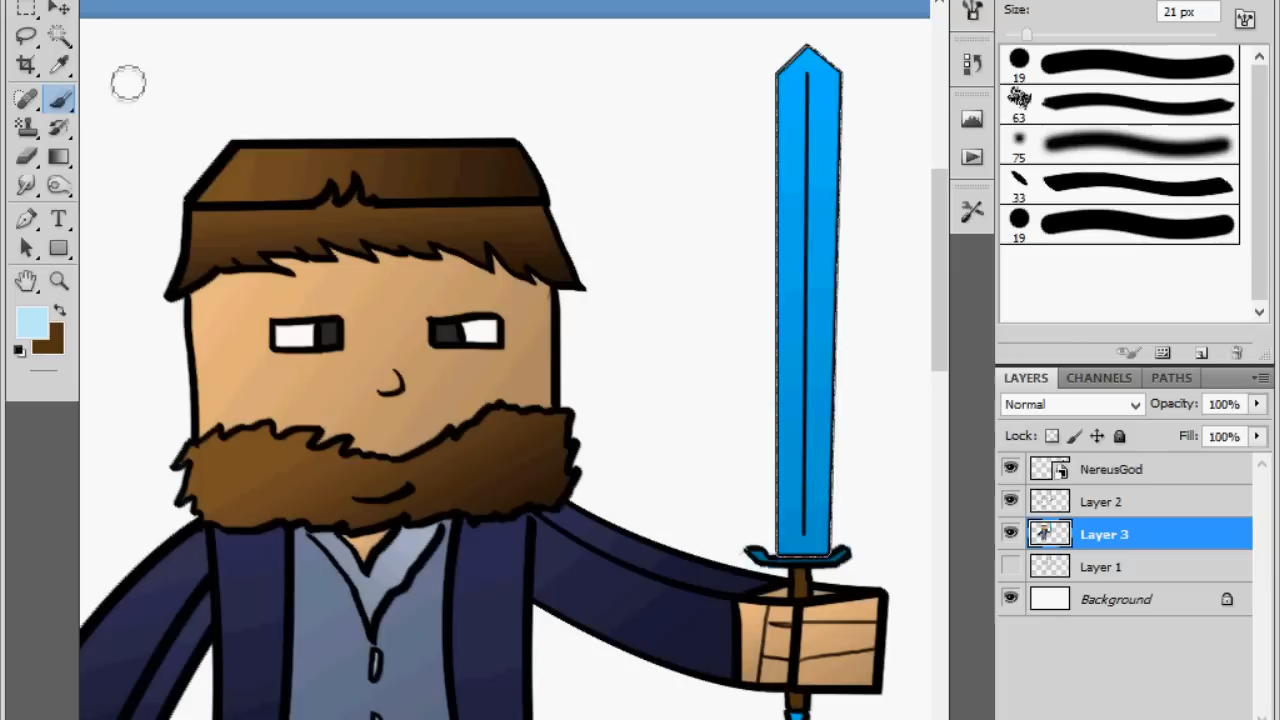 Size: 21 px
19
63
75
33
19
LAYERS CHANNELS PATHS
Normal Opacity: 100%
Lock: Fill: 100%
NereusGod
Layer 2
Layer 3
Layer 1
Background
T